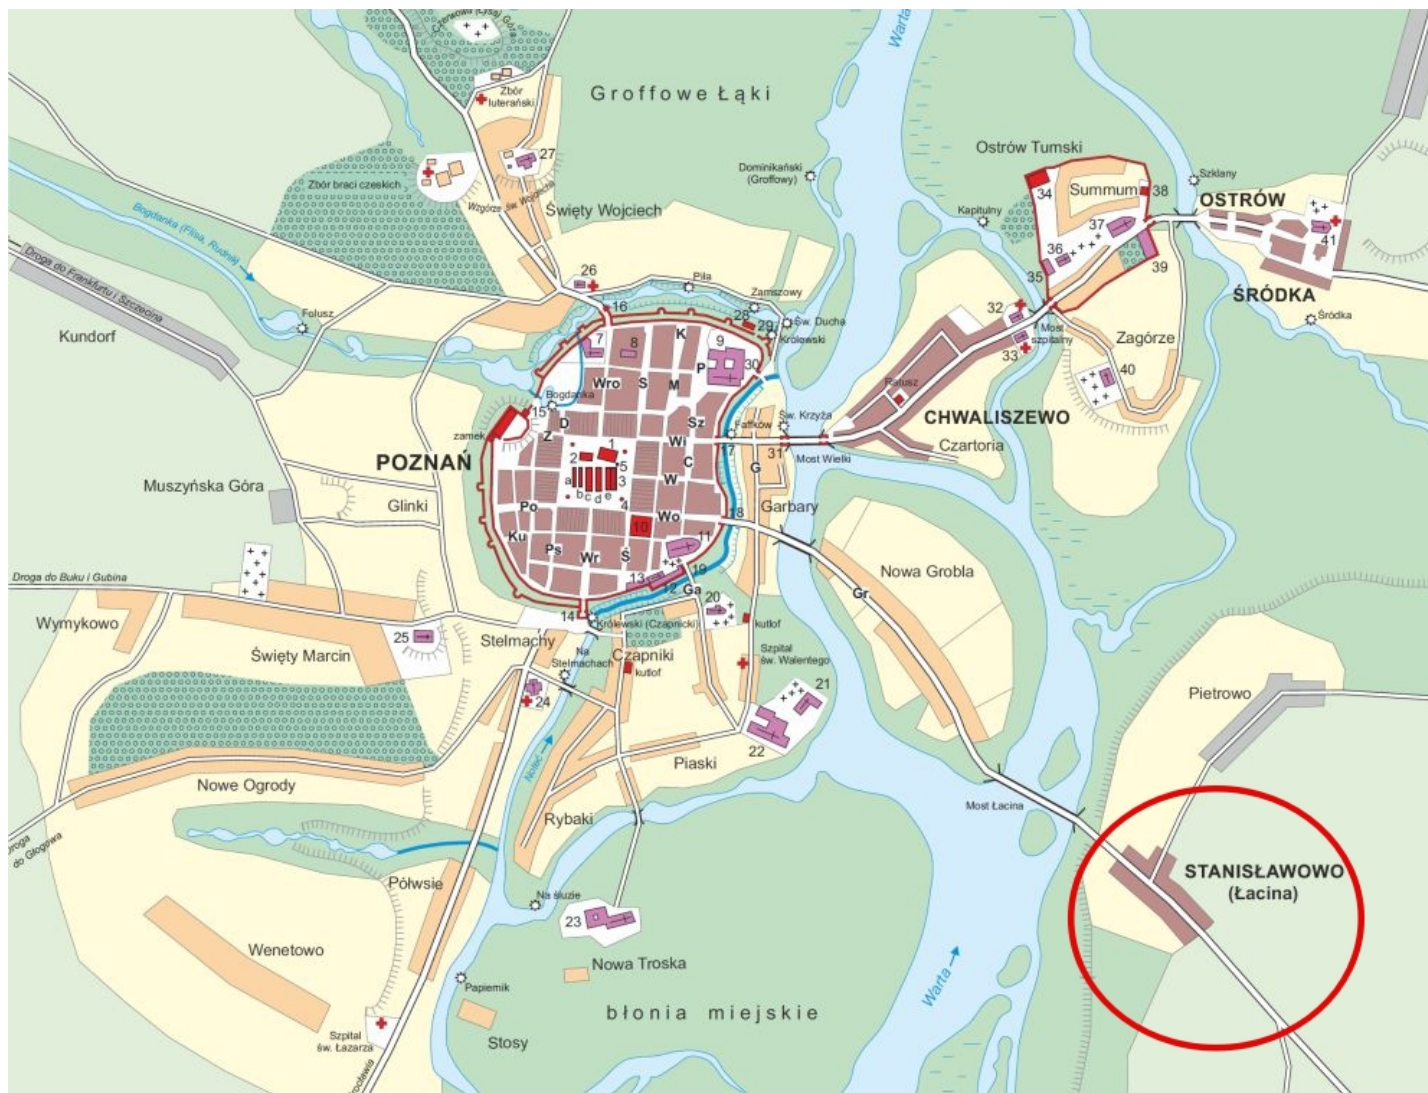 Czerwona (Łysa) Góra
Zbór
luterański
27
Groffowe Łąki
Warta
Ostrów Tumski
Dominikański
(Groffowy)
Szklany
Zbór braci czeskich
Wzgórze św. Wojciecha
Święty Wojciech
34
Summum
38
OSTRÓW
Kapitulny
37
36
41
Bogdanka (Flisa, Rudnik)
Droga do Frankfurtu i Szczecina
35
39
ŚRÓDKA
26
Piła
Zamszowy
16
32
Most
szpitalny
33
Zagórze
Śródka
Kundorf
Folusz
28
29
Św. Ducha
Królewski
7
8
K
9
P
30
40
Wro
S
M
Ratusz
Bogdanka
15
D
Z
Sz
Faffków
Św. Krzyża
CHWALISZEWO
zamek
Wi
17
31
Most Wielki
Czartoria
POZNAŃ
1
2
5
a
b
c
d
e
3
C
W
G
Muszyńska Góra
Glinki
4
Po
10
Wo
18
Garbary
Ku
Ps
Wr
Ś
11
Nowa Grobla
13
12
19
Ga
Gr
Droga do Buku i Gubina
14
20
Królewski (Czapnicki)
kutlof
Wymykowo
25
Stelmachy
Na
Stelmachach
Czapniki
kutlof
Szpital
św. Walentego
Święty Marcin
24
21
22
Pietrowo
Noteć
Piaski
Nowe Ogrody
Most Łacina
Rybaki
Droga
do Głogowa
Półwsie
STANISŁAWOWO
(Łacina)
Na śluzie
23
Wenetowo
Nowa Troska
Papiernik
Warta
błonia miejskie
Szpital
św. Łazarza
Stosy